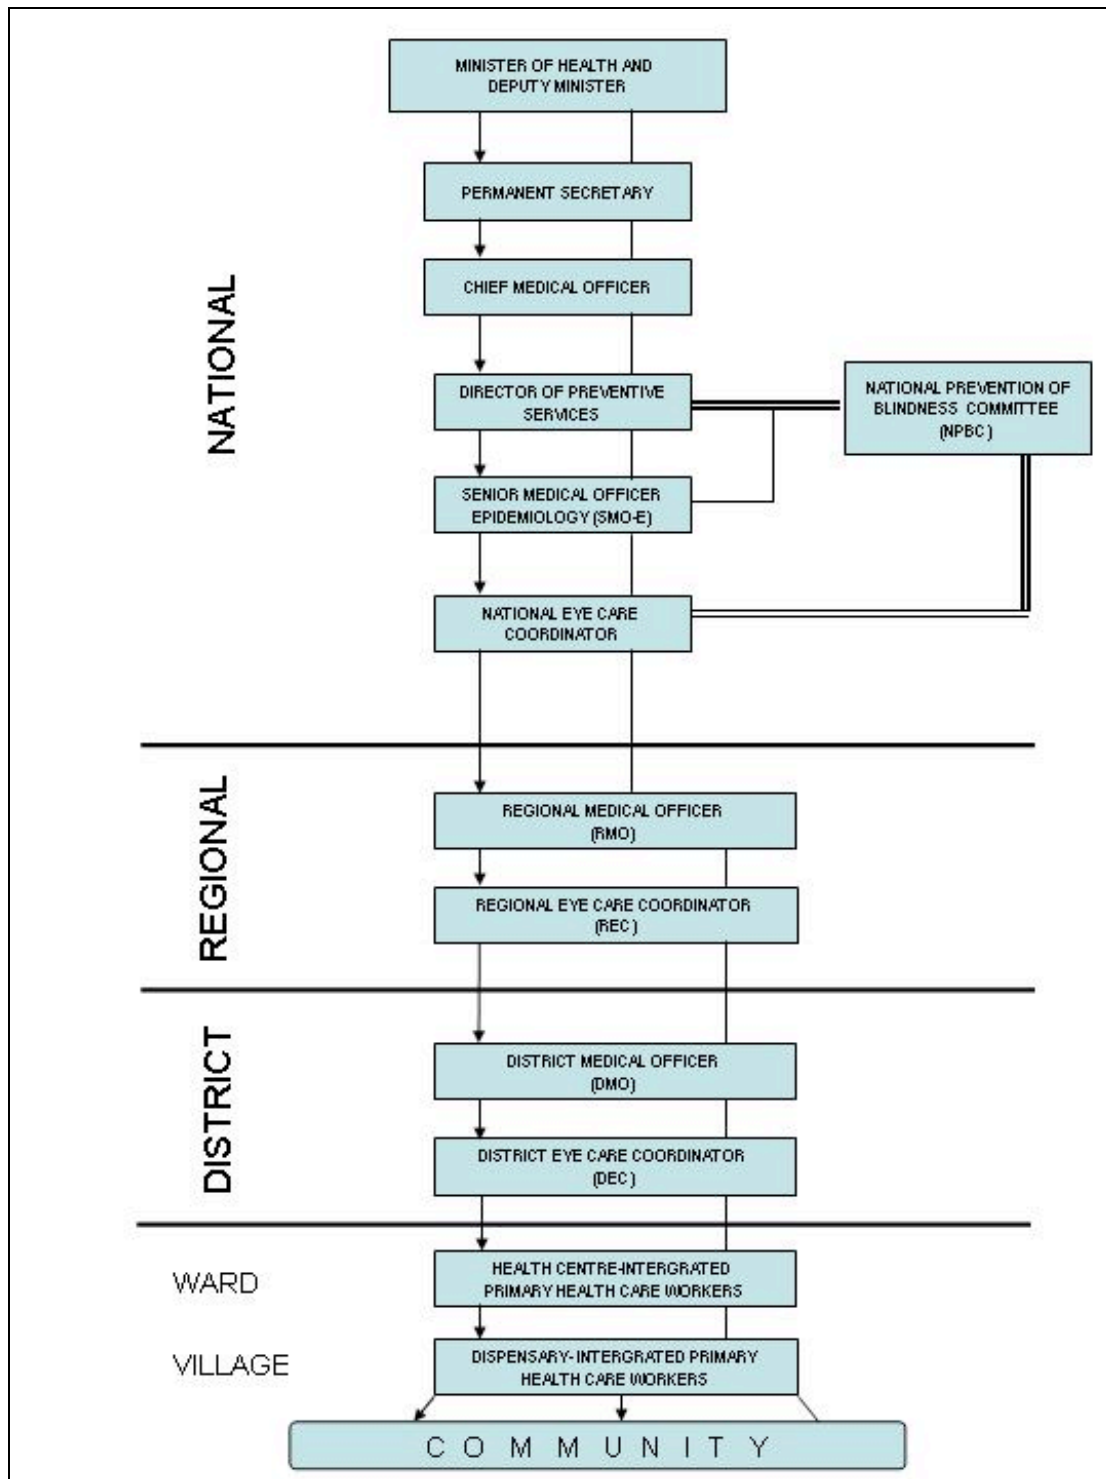 MINISTER OF HEALTH AND
DEPUTY MINISTER
PERMANENT SECRETARY
CHIEF MEDICAL OFFICER
NATIONAL
DIRECTOR OF PREVENTIVE
SERVICES
NATIONAL PREVENTION OF
BLINDNESS COMMITTEE
(NPBC)
SENIOR MEDICAL OFFICER
EPIDEMIOLOGY (SMO-E)
NATIONAL EYE CARE
COORDINATOR
REGIONAL
REGIONAL MEDICAL OFFICER
(RMO)
REGIONAL EYE CARE COORDINATOR
(REC)
DISTRICT
DISTRICT MEDICAL OFFICER
(DMO)
DISTRICT EYE CARE COORDINATOR
(DEC)
WARD
HEALTH CENTRE-INTERGRATED
PRIMARY HEALTH CARE WORKERS
VILLAGE
DISPENSARY-INTERGRATED PRIMARY
HEALTH CARE WORKERS
COMMUNITY